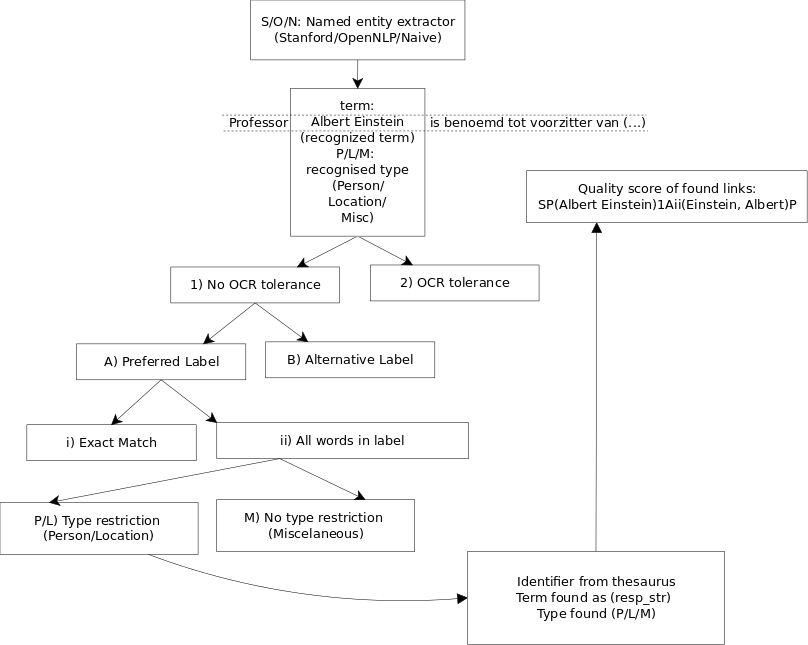 S/O/N: Named entity extractor
(Stanford/OpenNLP/Naive)
term:
Professor Albert Einstein is benoemd tot voorzitter van (...)
(recognized term)
P/L/M:
recognised type
(Person/
Location/
Misc)
Quality score of found links:
SP(Albert Einstein)1Aii(Einstein, Albert)P
1) No OCR tolerance
2) OCR tolerance
A) Preferred Label
B) Alternative Label
i) Exact Match
ii) All words in label
P/L) Type restriction
(Person/Location)
M) No type restriction
(Miscelaneous)
Identifier from thesaurus
Term found as (resp_str)
Type found (P/L/M)